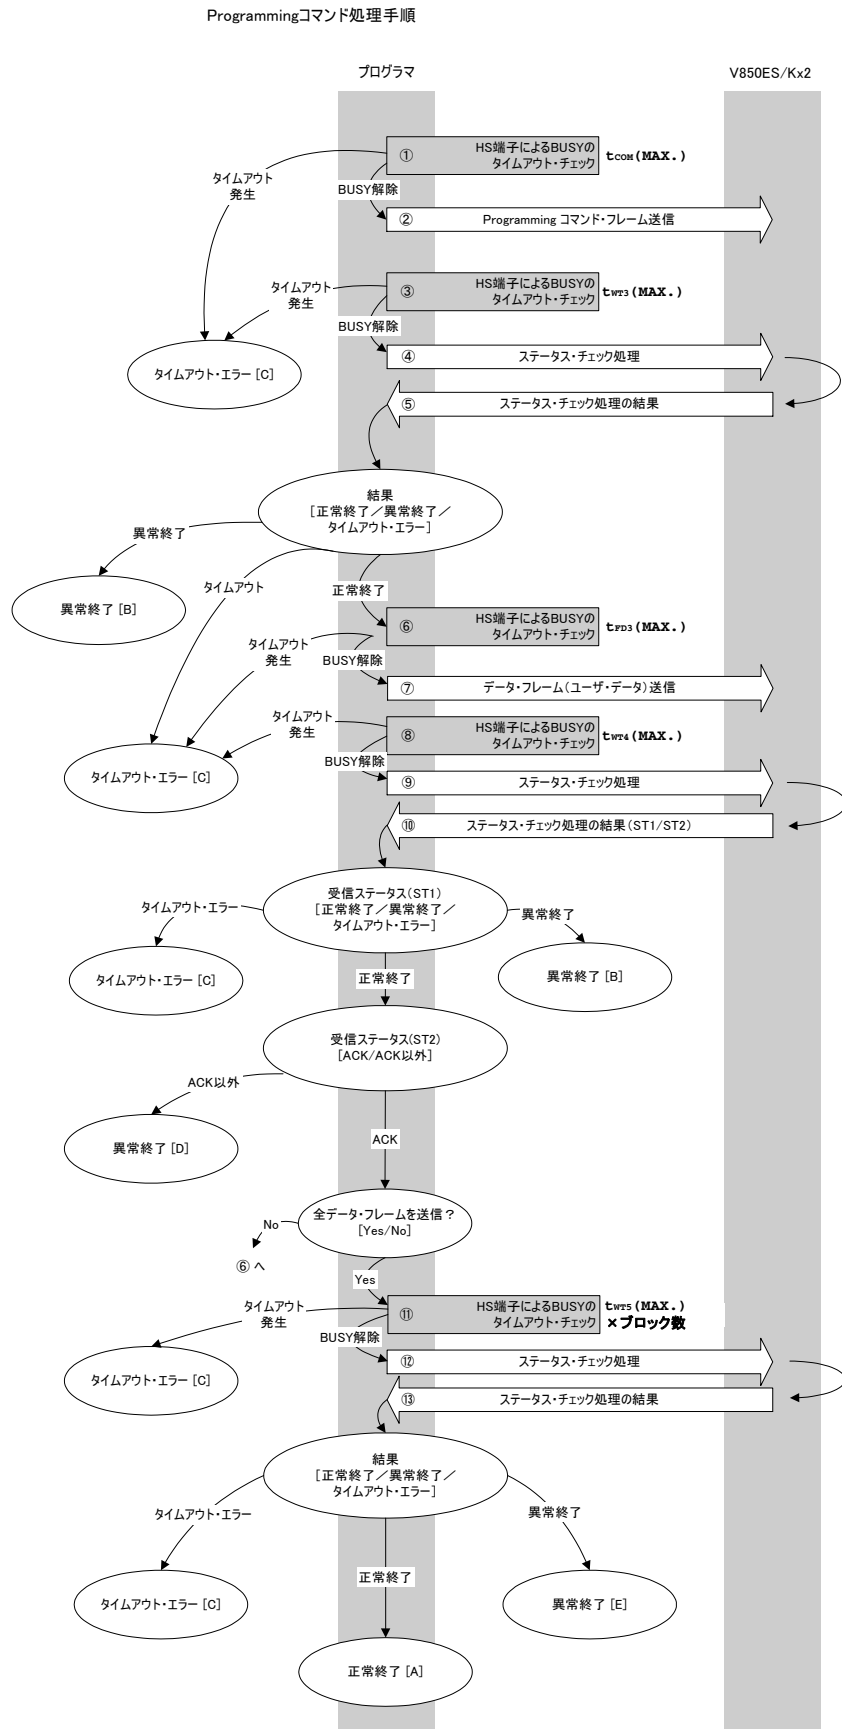 Programmingコマンド処理手順
プログラマ
V850ES/Kx2
①
HS端子によるBUSYの
タイムアウト・チェック
tCOM(MAX.)
タイムアウト
発生
BUSY解除
②
Programming コマンド・フレーム送信
③
HS端子によるBUSYの
タイムアウト・チェック
tWT3(MAX.)
タイムアウト
発生
BUSY解除
④
ステータス・チェック処理
タイムアウト・エラー [C]
⑤
ステータス・チェック処理の結果
結果
[正常終了／異常終了／
タイムアウト・エラー]
異常終了
タイムアウト
正常終了
異常終了 [B]
⑥
HS端子によるBUSYの
タイムアウト・チェック
tFD3(MAX.)
タイムアウト
発生
BUSY解除
⑦
データ・フレーム（ユーザ・データ）送信
タイムアウト
発生
⑧
HS端子によるBUSYの
タイムアウト・チェック
tWT4(MAX.)
BUSY解除
タイムアウト・エラー [C]
⑨
ステータス・チェック処理
⑩
ステータス・チェック処理の結果（ST1/ST2）
受信ステータス(ST1)
[正常終了／異常終了／
タイムアウト・エラー]
タイムアウト・エラー
異常終了
タイムアウト・エラー [C]
正常終了
異常終了 [B]
受信ステータス(ST2)
[ACK/ACK以外]
ACK以外
異常終了 [D]
ACK
全データ・フレームを送信？
[Yes/No]
No
⑥ へ
Yes
タイムアウト
発生
⑪
HS端子によるBUSYの
タイムアウト・チェック
tWT5(MAX.)
×ブロック数
BUSY解除
タイムアウト・エラー [C]
⑫
ステータス・チェック処理
⑬
ステータス・チェック処理の結果
結果
[正常終了／異常終了／
タイムアウト・エラー]
タイムアウト・エラー
異常終了
正常終了
タイムアウト・エラー [C]
異常終了 [E]
正常終了 [A]